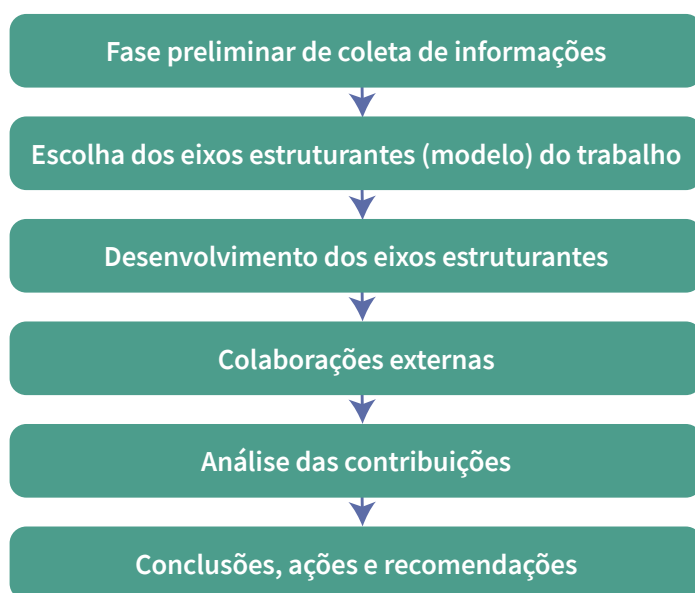 Fase preliminar de coleta de informações
Escolha dos eixos estruturantes (modelo) do trabalho
Desenvolvimento dos eixos estruturantes
Colaborações externas
Análise das contribuições
Conclusões, ações e recomendações